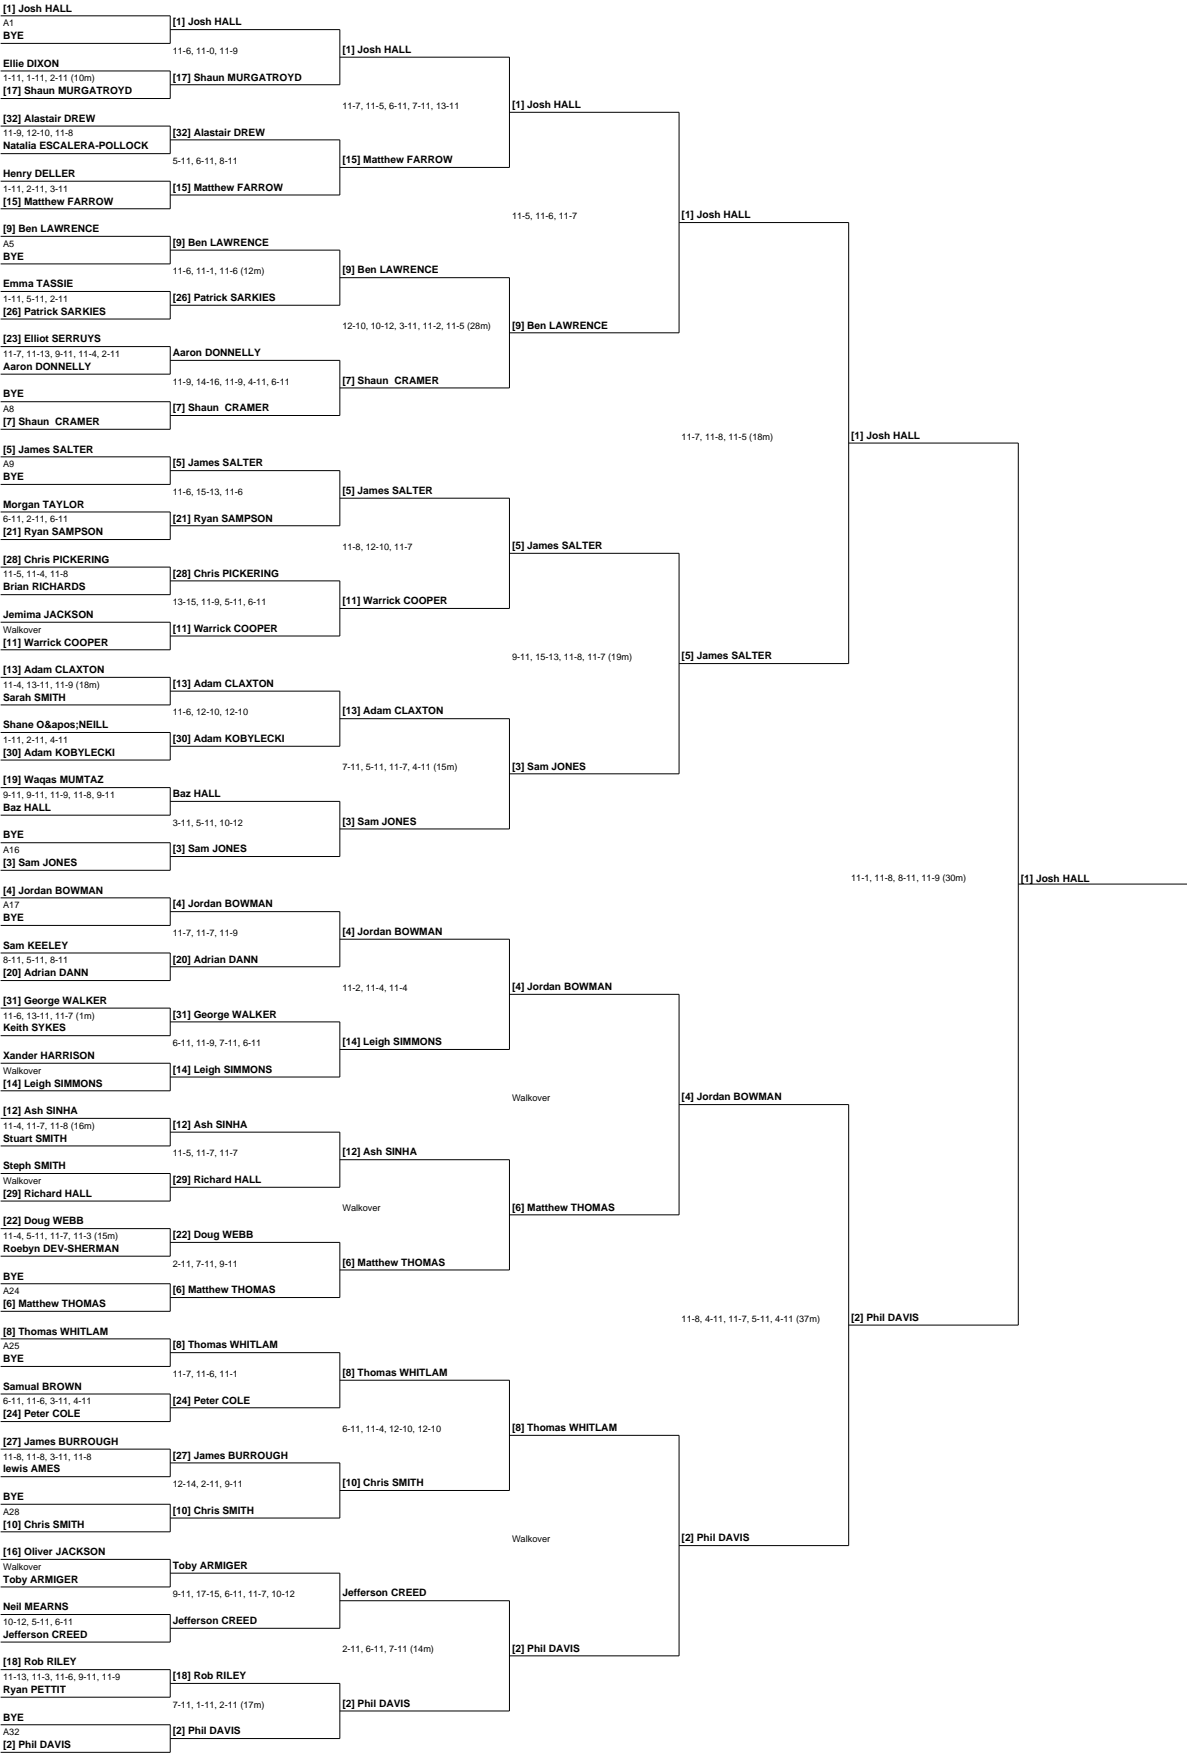 [1] Josh HALL
A1
BYE
Ellie DIXON
1-11, 1-11, 2-11 (10m)
[17] Shaun MURGATROYD
[32] Alastair DREW
11-9, 12-10, 11-8
Natalia ESCALERA-POLLOCK
Henry DELLER
1-11, 2-11, 3-11
[15] Matthew FARROW
[9] Ben LAWRENCE
A5
BYE
Emma TASSIE
1-11, 5-11, 2-11
[26] Patrick SARKIES
[23] Elliot SERRUYS
11-7, 11-13, 9-11, 11-4, 2-11
Aaron DONNELLY
BYE
A8
[7] Shaun  CRAMER
[5] James SALTER
A9
BYE
Morgan TAYLOR
6-11, 2-11, 6-11
[21] Ryan SAMPSON
[28] Chris PICKERING
11-5, 11-4, 11-8
Brian RICHARDS
Jemima JACKSON
Walkover
[11] Warrick COOPER
[13] Adam CLAXTON
11-4, 13-11, 11-9 (18m)
Sarah SMITH
Shane O&apos;NEILL
1-11, 2-11, 4-11
[30] Adam KOBYLECKI
[19] Waqas MUMTAZ
9-11, 9-11, 11-9, 11-8, 9-11
Baz HALL
BYE
A16
[3] Sam JONES
[4] Jordan BOWMAN
A17
BYE
Sam KEELEY
8-11, 5-11, 8-11
[20] Adrian DANN
[31] George WALKER
11-6, 13-11, 11-7 (1m)
Keith SYKES
Xander HARRISON
Walkover
[14] Leigh SIMMONS
[12] Ash SINHA
11-4, 11-7, 11-8 (16m)
Stuart SMITH
Steph SMITH
Walkover
[29] Richard HALL
[22] Doug WEBB
11-4, 5-11, 11-7, 11-3 (15m)
Roebyn DEV-SHERMAN
BYE
A24
[6] Matthew THOMAS
[8] Thomas WHITLAM
A25
BYE
Samual BROWN
6-11, 11-6, 3-11, 4-11
[24] Peter COLE
[27] James BURROUGH
11-8, 11-8, 3-11, 11-8
lewis AMES
BYE
A28
[10] Chris SMITH
[16] Oliver JACKSON
Walkover
Toby ARMIGER
Neil MEARNS
10-12, 5-11, 6-11
Jefferson CREED
[18] Rob RILEY
11-13, 11-3, 11-6, 9-11, 11-9
Ryan PETTIT
BYE
A32
[2] Phil DAVIS
[1] Josh HALL
11-6, 11-0, 11-9
[17] Shaun MURGATROYD
[32] Alastair DREW
5-11, 6-11, 8-11
[15] Matthew FARROW
[9] Ben LAWRENCE
11-6, 11-1, 11-6 (12m)
[26] Patrick SARKIES
Aaron DONNELLY
11-9, 14-16, 11-9, 4-11, 6-11
[7] Shaun  CRAMER
[5] James SALTER
11-6, 15-13, 11-6
[21] Ryan SAMPSON
[28] Chris PICKERING
13-15, 11-9, 5-11, 6-11
[11] Warrick COOPER
[13] Adam CLAXTON
11-6, 12-10, 12-10
[30] Adam KOBYLECKI
Baz HALL
3-11, 5-11, 10-12
[3] Sam JONES
[4] Jordan BOWMAN
11-7, 11-7, 11-9
[20] Adrian DANN
[31] George WALKER
6-11, 11-9, 7-11, 6-11
[14] Leigh SIMMONS
[12] Ash SINHA
11-5, 11-7, 11-7
[29] Richard HALL
[22] Doug WEBB
2-11, 7-11, 9-11
[6] Matthew THOMAS
[8] Thomas WHITLAM
11-7, 11-6, 11-1
[24] Peter COLE
[27] James BURROUGH
12-14, 2-11, 9-11
[10] Chris SMITH
Toby ARMIGER
9-11, 17-15, 6-11, 11-7, 10-12
Jefferson CREED
[18] Rob RILEY
7-11, 1-11, 2-11 (17m)
[2] Phil DAVIS
[1] Josh HALL
11-7, 11-5, 6-11, 7-11, 13-11
[15] Matthew FARROW
[9] Ben LAWRENCE
12-10, 10-12, 3-11, 11-2, 11-5 (28m)
[7] Shaun  CRAMER
[5] James SALTER
11-8, 12-10, 11-7
[11] Warrick COOPER
[13] Adam CLAXTON
7-11, 5-11, 11-7, 4-11 (15m)
[3] Sam JONES
[4] Jordan BOWMAN
11-2, 11-4, 11-4
[14] Leigh SIMMONS
[12] Ash SINHA
Walkover
[6] Matthew THOMAS
[8] Thomas WHITLAM
6-11, 11-4, 12-10, 12-10
[10] Chris SMITH
Jefferson CREED
2-11, 6-11, 7-11 (14m)
[2] Phil DAVIS
[1] Josh HALL
11-5, 11-6, 11-7
[9] Ben LAWRENCE
[5] James SALTER
9-11, 15-13, 11-8, 11-7 (19m)
[3] Sam JONES
[4] Jordan BOWMAN
Walkover
[6] Matthew THOMAS
[8] Thomas WHITLAM
Walkover
[2] Phil DAVIS
[1] Josh HALL
11-7, 11-8, 11-5 (18m)
[5] James SALTER
[4] Jordan BOWMAN
11-8, 4-11, 11-7, 5-11, 4-11 (37m)
[2] Phil DAVIS
[1] Josh HALL
11-1, 11-8, 8-11, 11-9 (30m)
[2] Phil DAVIS
[1] Josh HALL